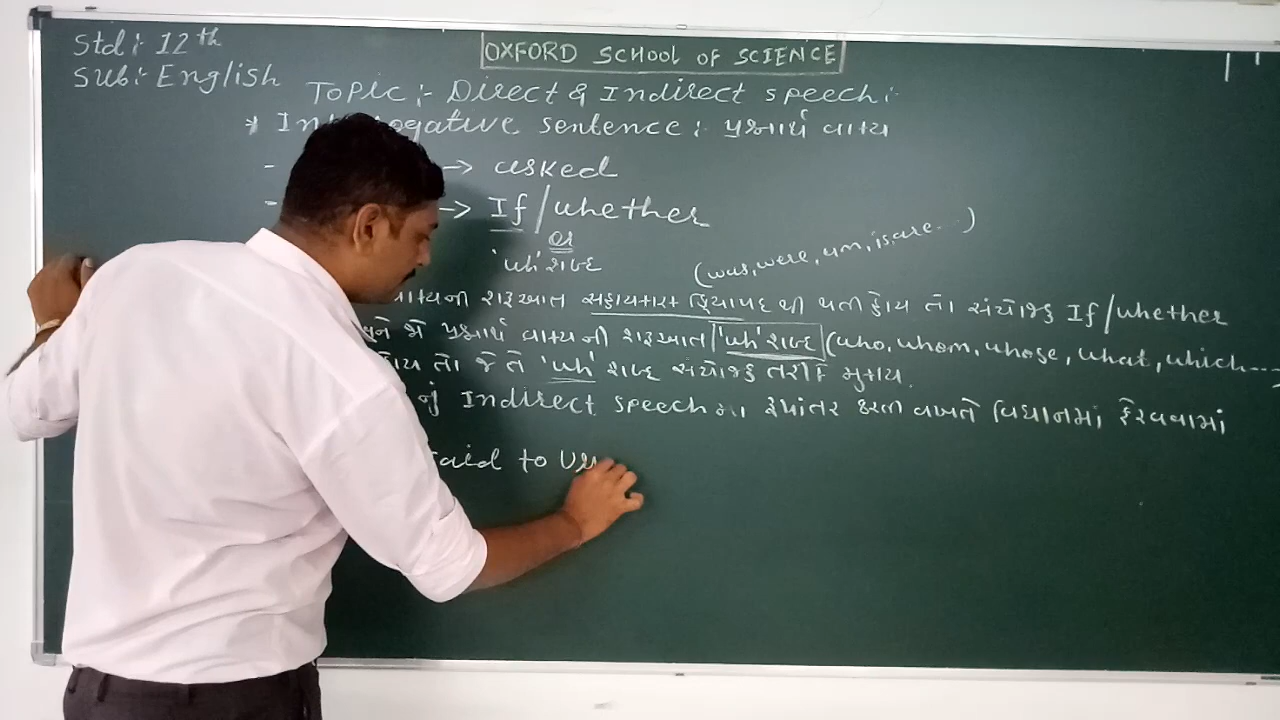 Std:- 12th
OXFORD SCHOOL OF SCIENCE
Sub:- English
Topic:- Direct & Indirect speech:-
* Interrogative sentence:- પ્રશ્નાર્થ વાક્ય
- → asked
- → If/whether
or
'wh' શબ્દ
(was, were, am, is, are.. )
વાક્યની શરૂઆત સહાયકારક ક્રિયાપદ થી થતી હોય તો સંયોજક If/whether
અને જો પ્રશ્નાર્થ વાક્ય ની શરૂઆત 'wh' શબ્દ (who, whom, whose, what, which....
હોય તો જે તે 'wh' શબ્દ સંયોજક તરીકે મુકાય.
નું Indirect speech મા રૂપાંતર કરતી વખતે વિધાનમાં ફેરવવામાં
said to